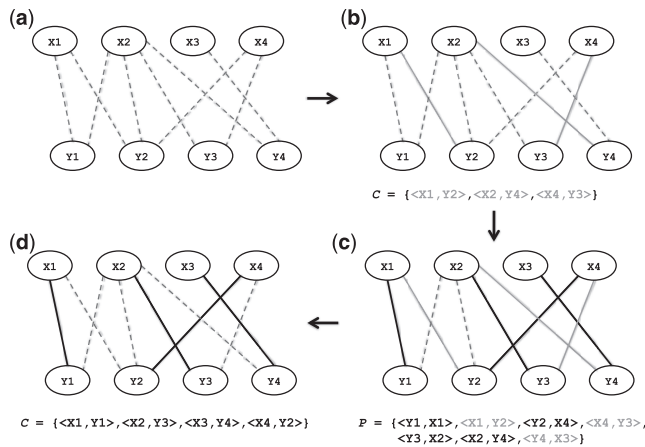 (a) (b)
X1 X2 X3 X4 X1 X2 X3 X4
Y1 Y2 Y3 Y4 Y1 Y2 Y3 Y4
C = {<X1,Y2>,<X2,Y4>,<X4,Y3>}
(d) (c)
X1 X2 X3 X4 X1 X2 X3 X4
Y1 Y2 Y3 Y4 Y1 Y2 Y3 Y4
C = {<X1,Y1>,<X2,Y3>,<X3,Y4>,<X4,Y2>} P = {<Y1,X1>,<X1,Y2>,<Y2,X4>,<X4,Y3>,
<Y3,X2>,<X2,Y4>,<Y4,X3>}